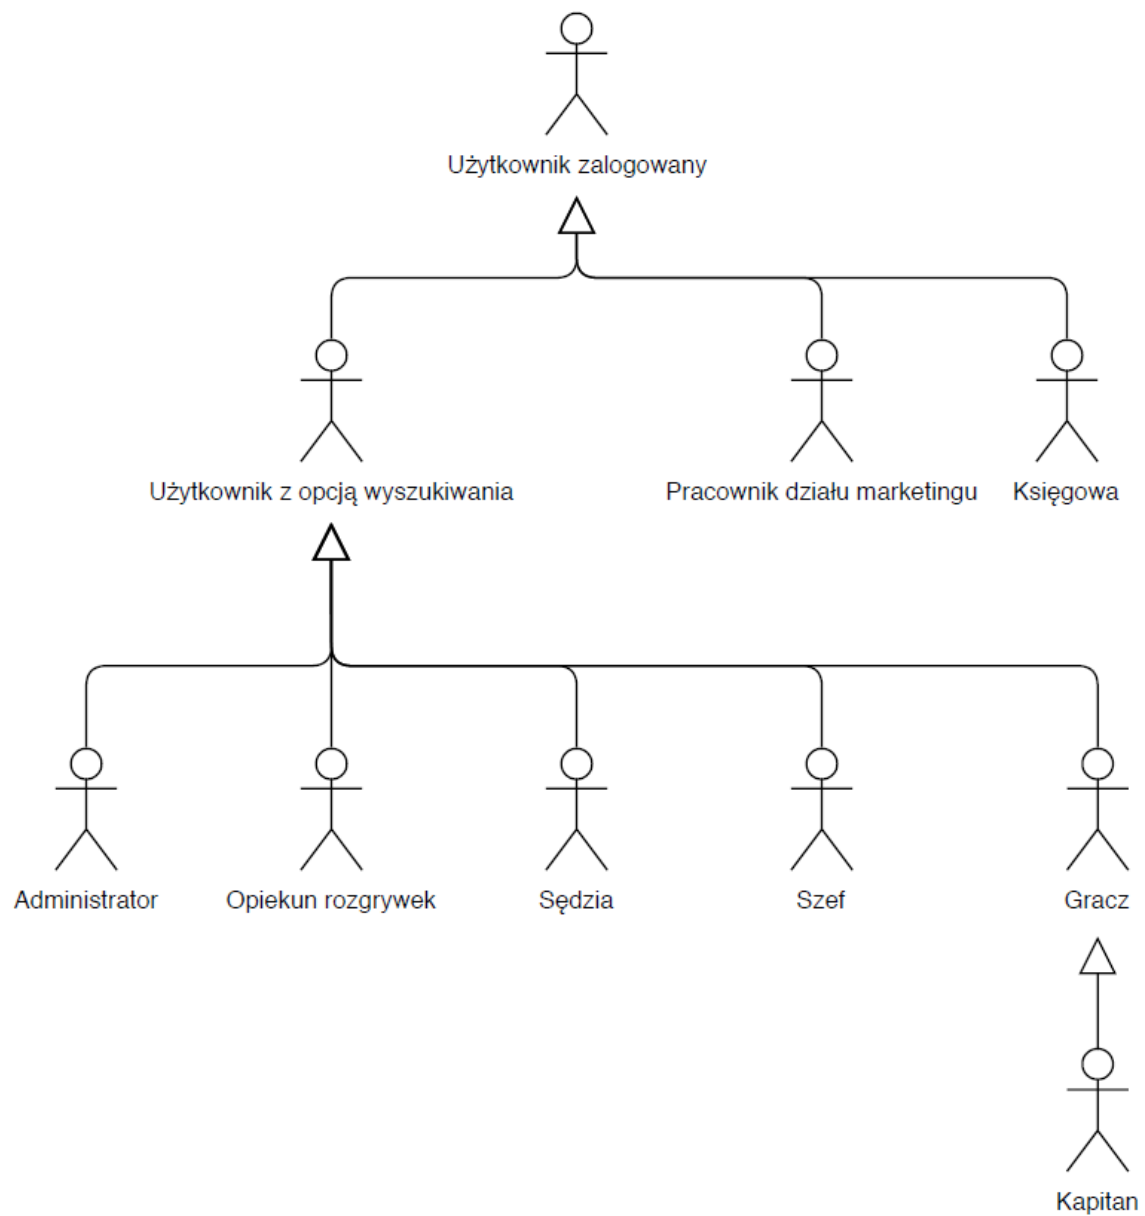 Użytkownik zalogowany
Użytkownik z opcją wyszukiwania
Pracownik działu marketingu
Księgowa
Administrator
Opiekun rozgrywek
Sędzia
Szef
Gracz
Kapitan